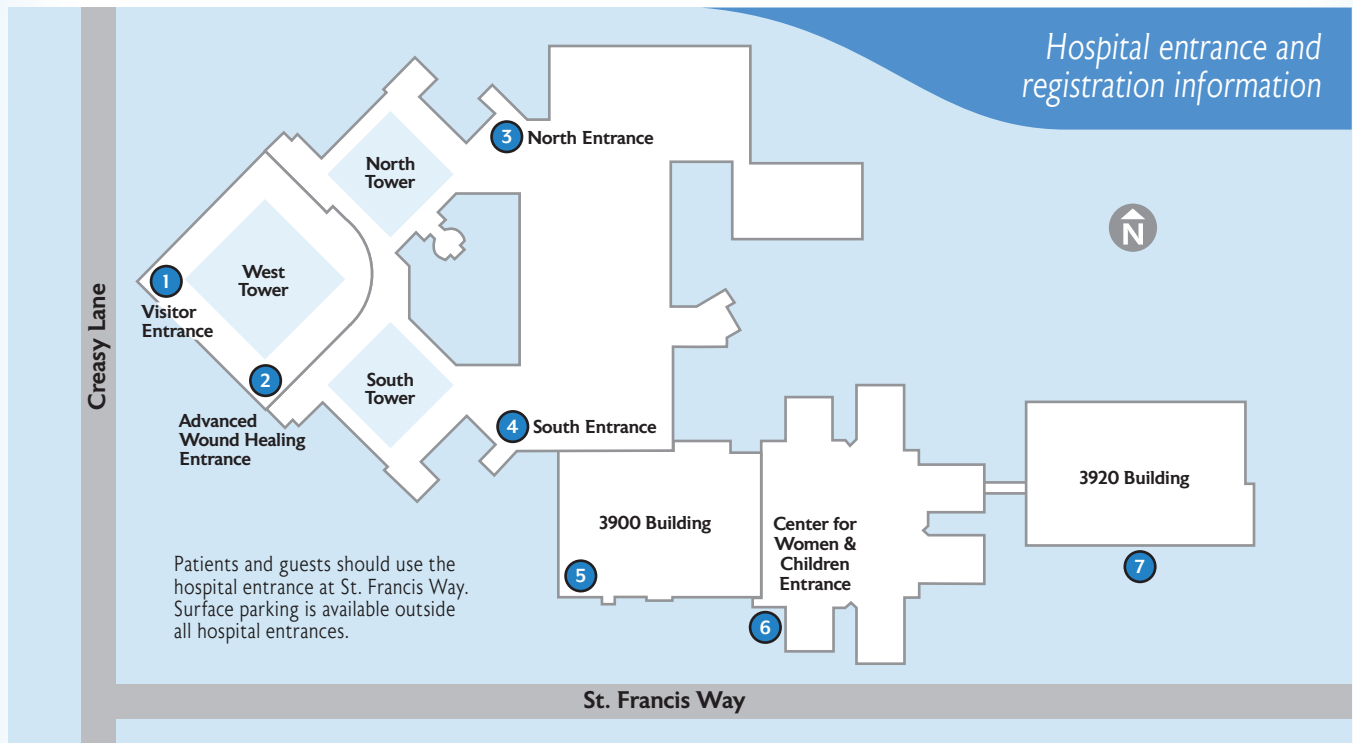 Hospital entrance and
registration information
3 North Entrance
North
Tower
N
West
Tower
1
Visitor
Entrance
Creasy Lane
2
Advanced
Wound Healing
Entrance
South
Tower
4 South Entrance
3900 Building
5
Center for
Women &
Children
Entrance
6
3920 Building
7
Patients and guests should use the
hospital entrance at St. Francis Way.
Surface parking is available outside
all hospital entrances.
St. Francis Way